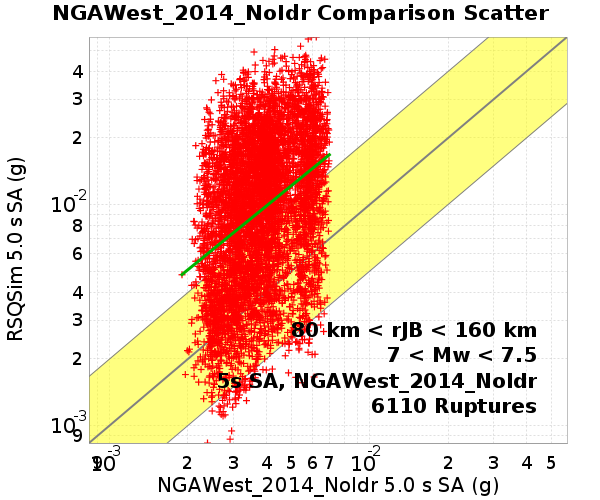 NGAWest_2014_NoIdr Comparison Scatter
RSQSim 5.0 s SA (g)
4
3
2
10⁻²
8
6
4
3
2
10⁻³
9
80 km < rJB < 160 km
7 < Mw < 7.5
5s SA, NGAWest_2014_NoIdr
6110 Ruptures
9 10⁻³ 2 3 4 5 6 7 10⁻² 2 3 4 5
NGAWest_2014_NoIdr 5.0 s SA (g)